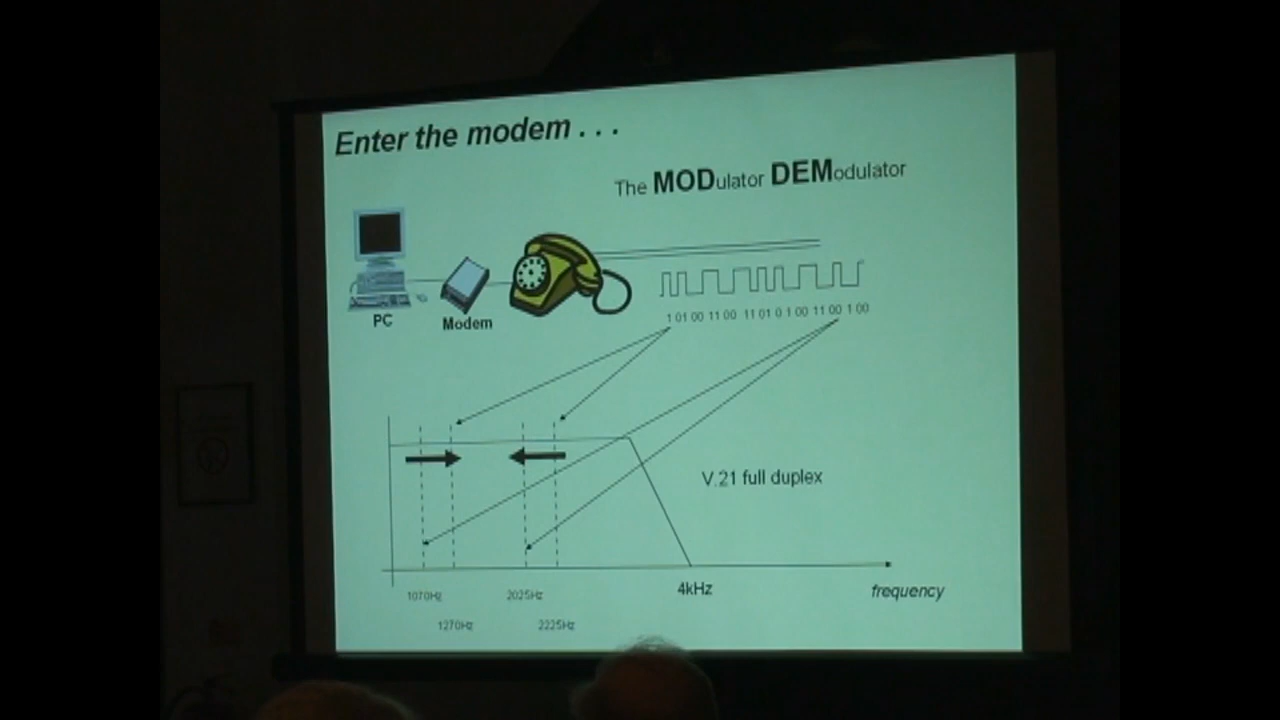 Enter the modem . . .
The MODulator DEModulator
PC
Modem
1 01 00 11 00 11 01 0 1 00 11 00 1 00
V.21 full duplex
4kHz
frequency
1070Hz
2025Hz
1270Hz
2225Hz